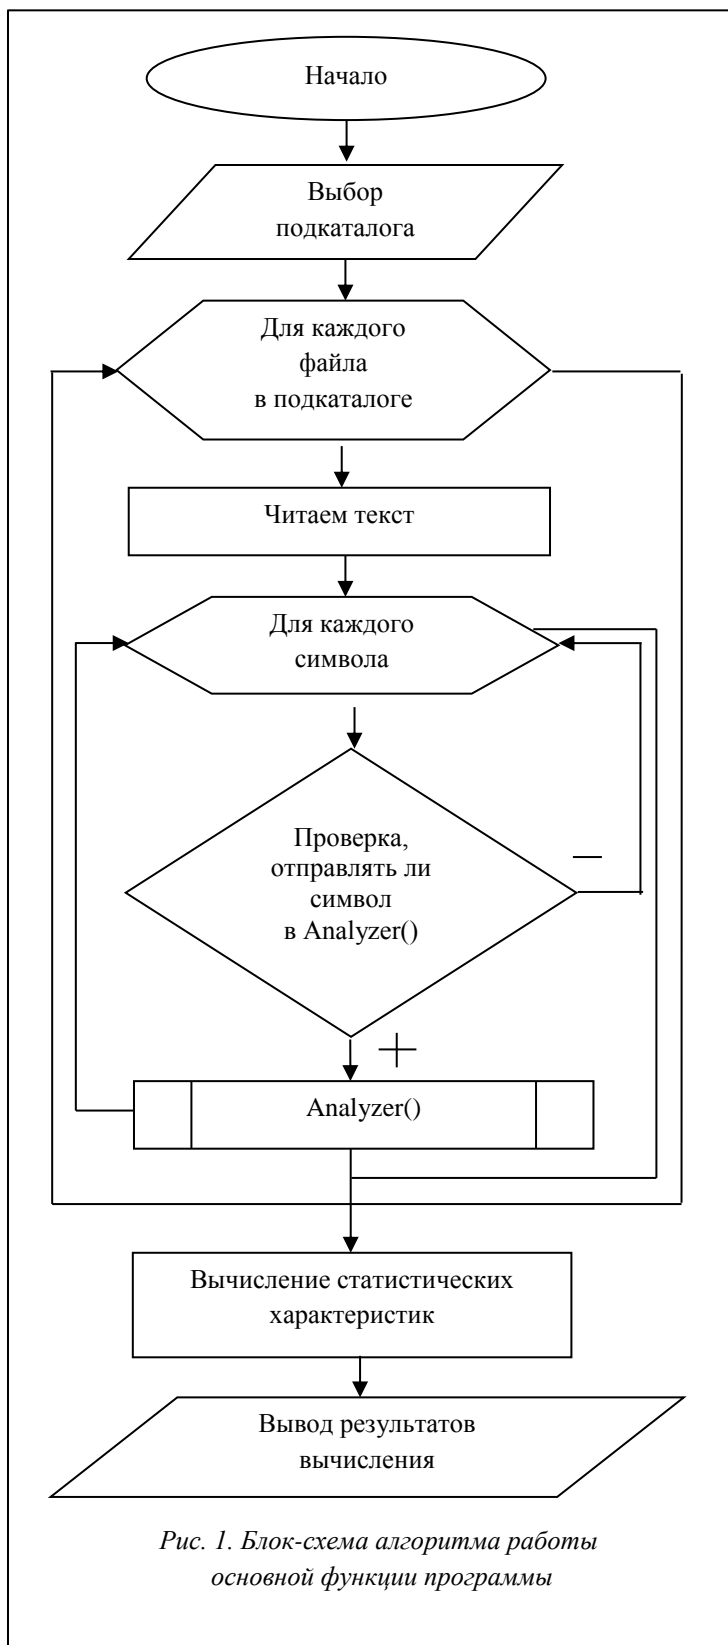 Начало
Выбор
подкаталога
Для каждого
файла
в подкаталоге
Читаем текст
Для каждого
символа
Проверка,
отправлять ли
символ
в Analyzer()
—
+
Analyzer()
Вычисление статистических
характеристик
Вывод результатов
вычисления
Рис. 1. Блок-схема алгоритма работы
основной функции программы